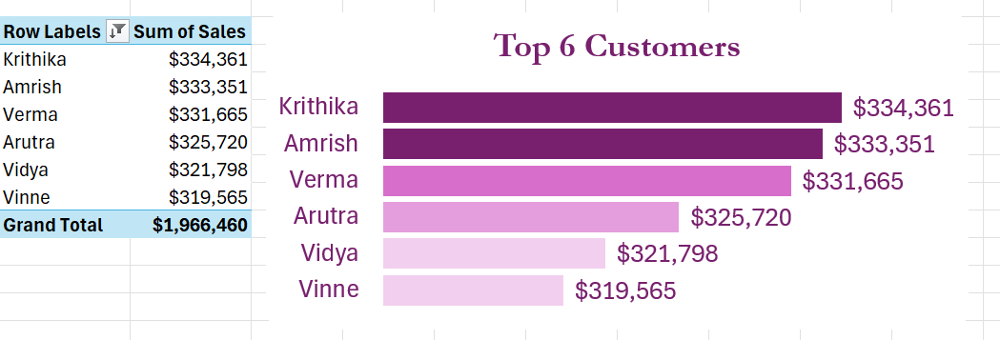 Row Labels Sum of Sales
Krithika $334,361
Amrish $333,351
Verma $331,665
Arutra $325,720
Vidya $321,798
Vinne $319,565
Grand Total $1,966,460
Top 6 Customers
Krithika $334,361
Amrish $333,351
Verma $331,665
Arutra $325,720
Vidya $321,798
Vinne $319,565